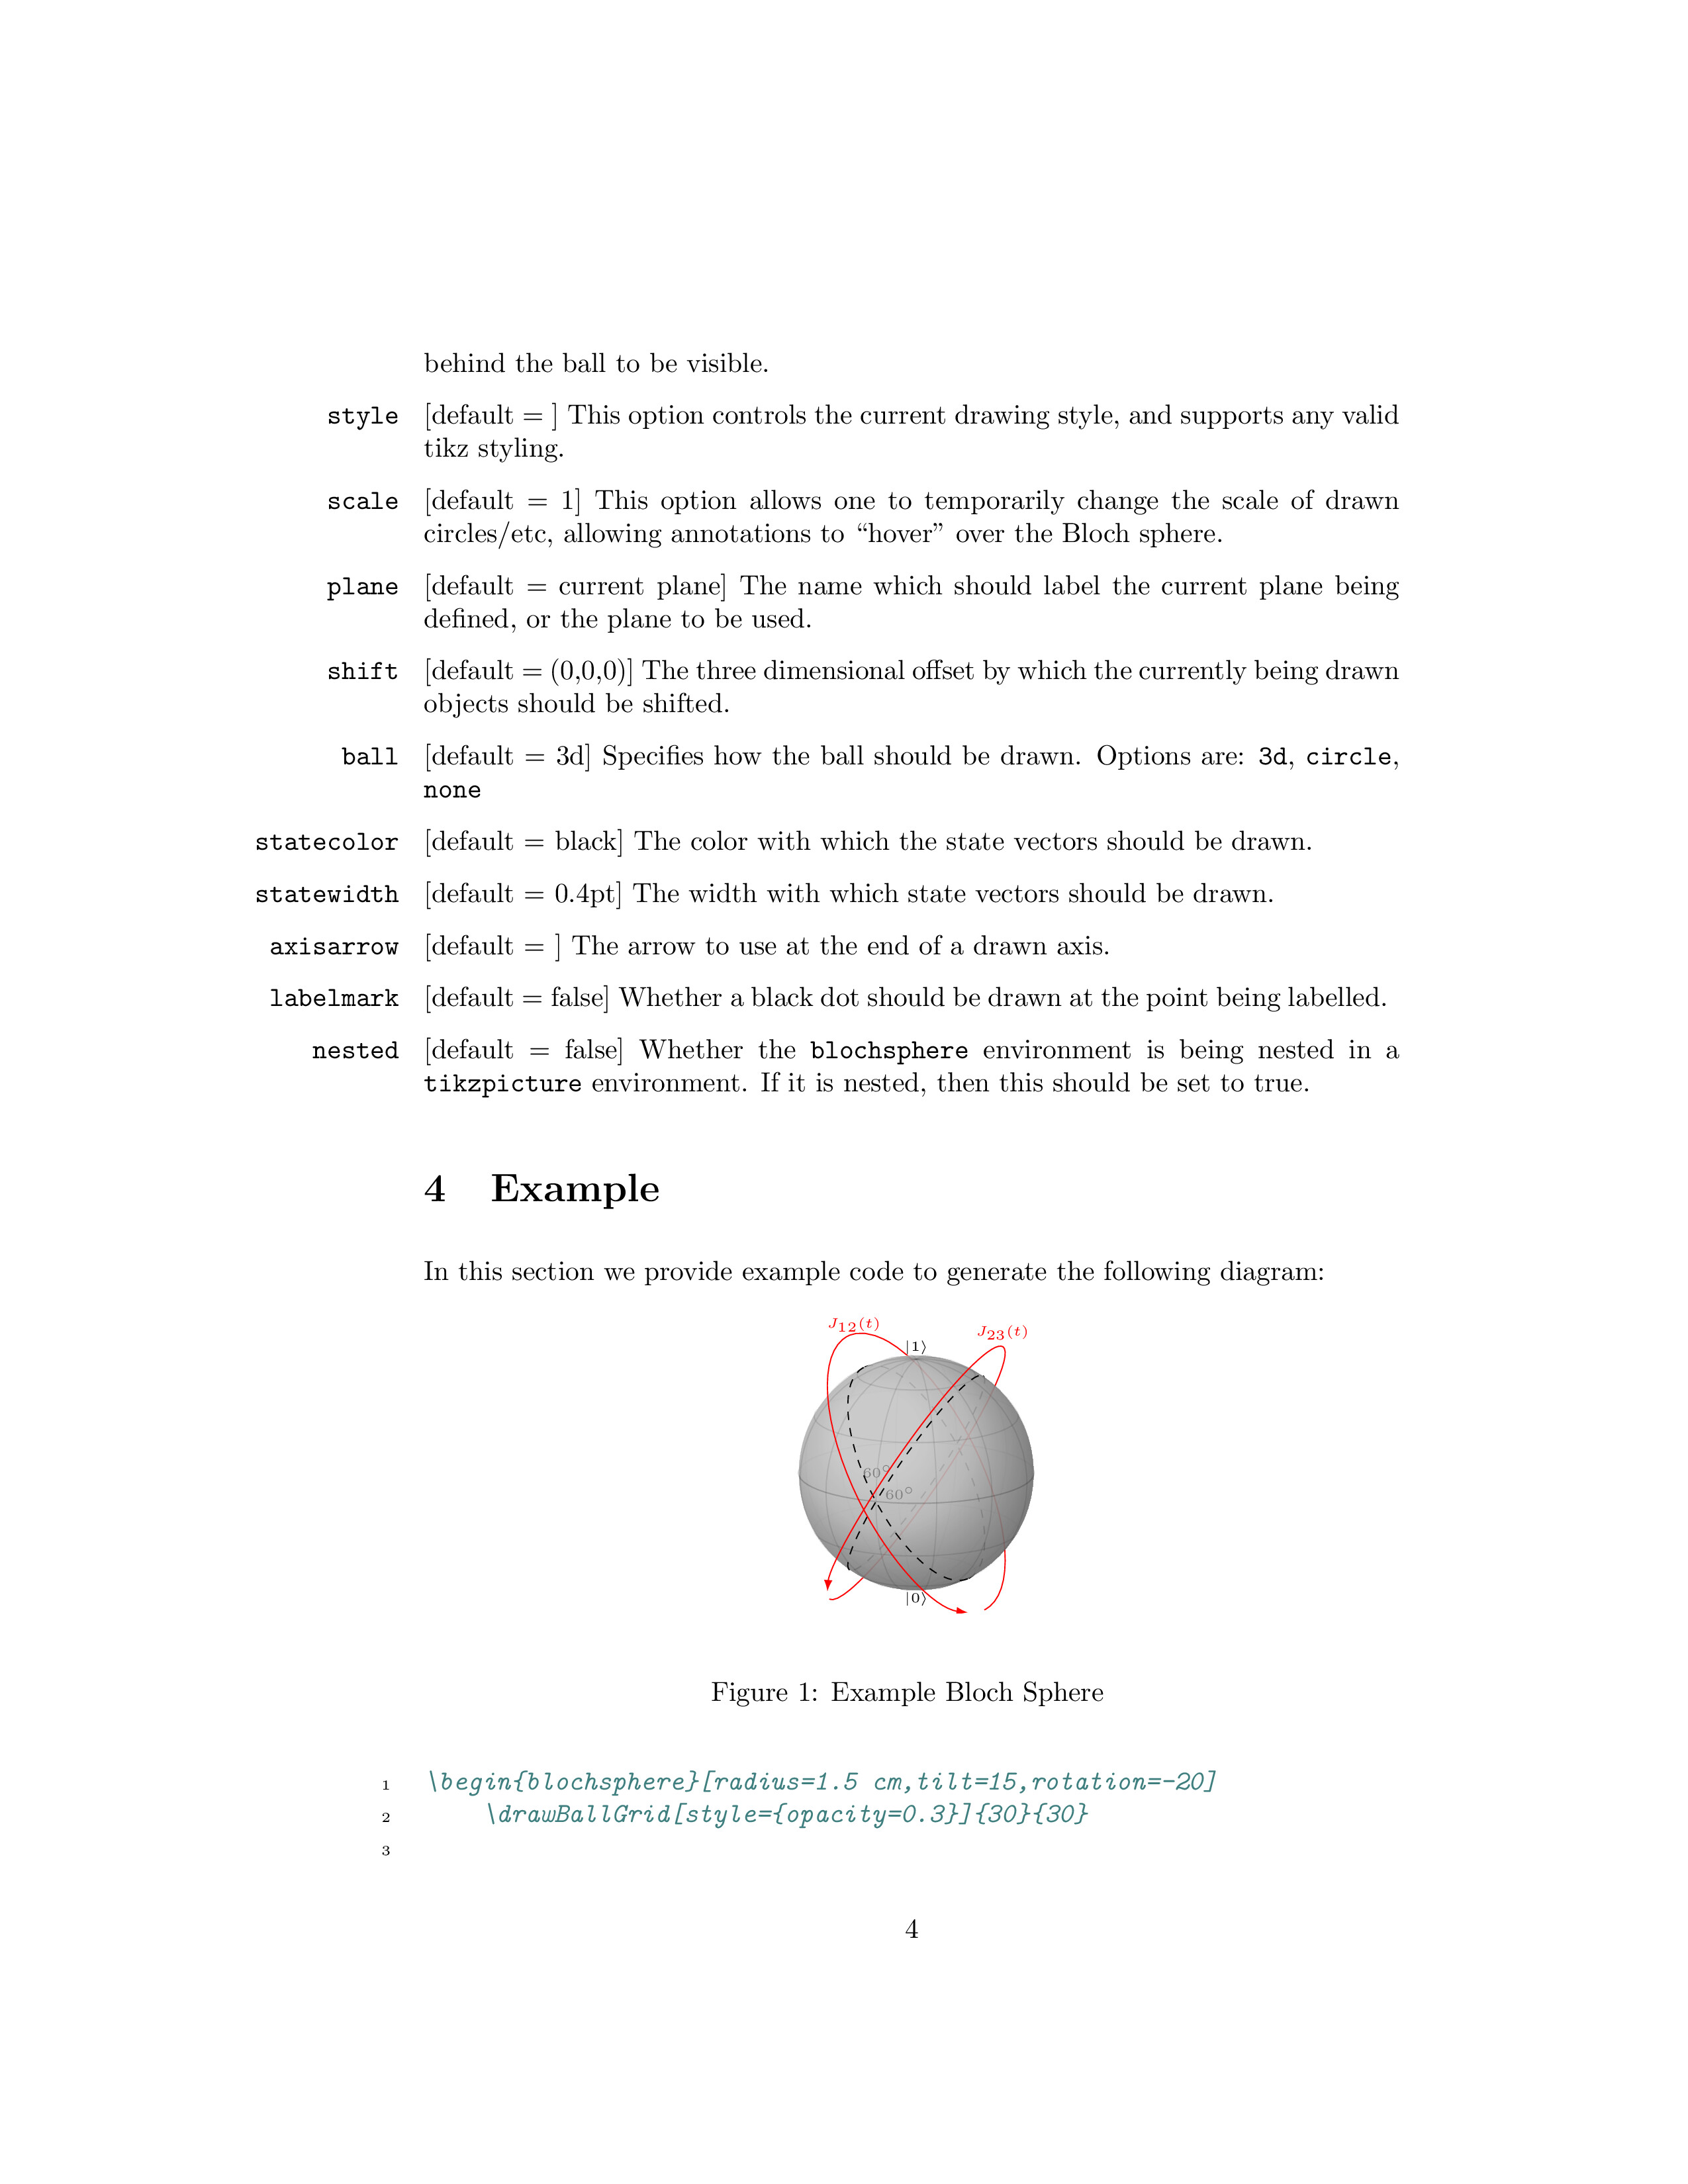 behind the ball to be visible.
style [default = ] This option controls the current drawing style, and supports any valid
tikz styling.
scale [default = 1] This option allows one to temporarily change the scale of drawn
circles/etc, allowing annotations to “hover” over the Bloch sphere.
plane [default = current plane] The name which should label the current plane being
defined, or the plane to be used.
shift [default = (0,0,0)] The three dimensional offset by which the currently being drawn
objects should be shifted.
ball [default = 3d] Specifies how the ball should be drawn. Options are: 3d, circle,
none
statecolor [default = black] The color with which the state vectors should be drawn.
statewidth [default = 0.4pt] The width with which state vectors should be drawn.
axisarrow [default = ] The arrow to use at the end of a drawn axis.
labelmark [default = false] Whether a black dot should be drawn at the point being labelled.
nested [default = false] Whether the blochsphere environment is being nested in a
tikzpicture environment. If it is nested, then this should be set to true.
4 Example
In this section we provide example code to generate the following diagram:
J12(t)
J23(t)
|1⟩
60°
60°
|0⟩
Figure 1: Example Bloch Sphere
1 \begin{blochsphere}[radius=1.5 cm,tilt=15,rotation=-20]
2 \drawBallGrid[style={opacity=0.3}]{30}{30}
3
4